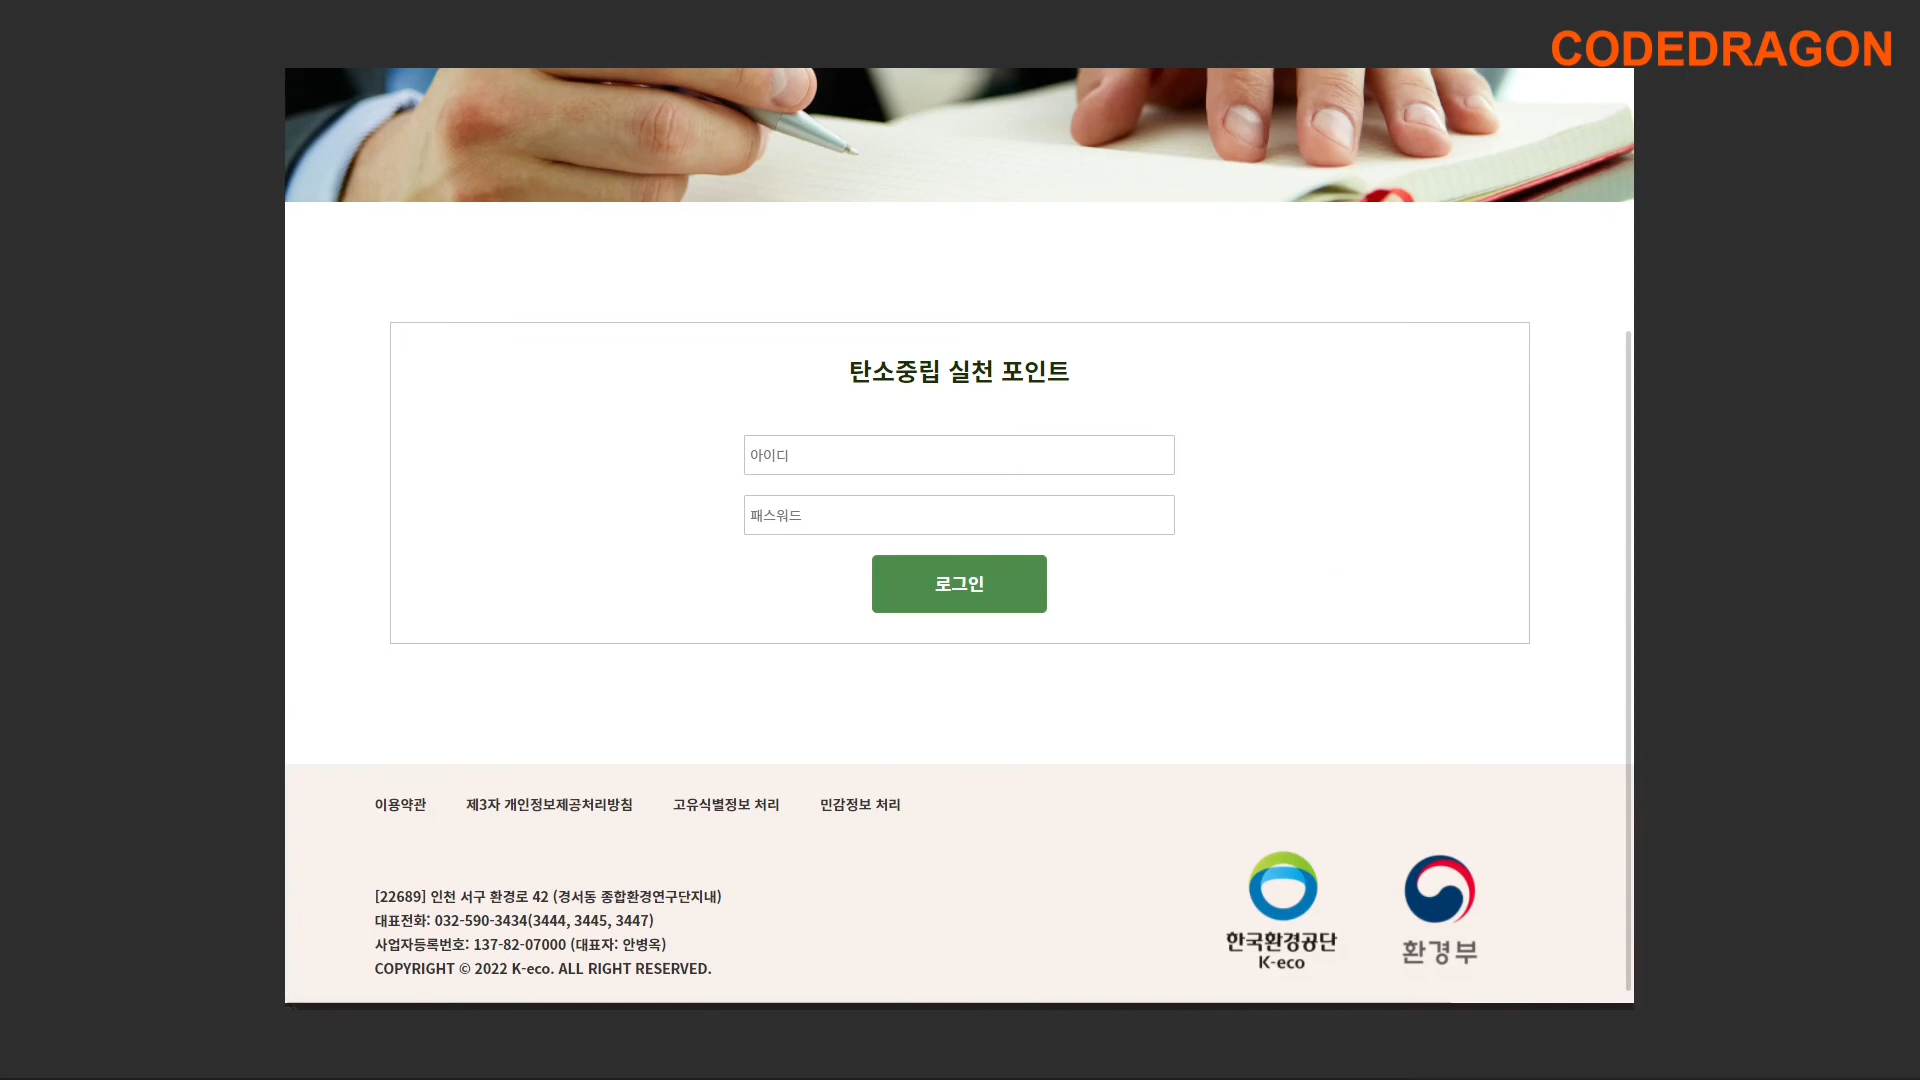 CODEDRAGON
탄소중립 실천 포인트
아이디
패스워드
로그인
이용약관 제3자 개인정보제공처리방침 고유식별정보 처리 민감정보 처리
[22689] 인천 서구 환경로 42 (경서동 종합환경연구단지내)
대표전화: 032-590-3434(3444, 3445, 3447)
사업자등록번호: 137-82-07000 (대표자: 안병옥)
COPYRIGHT © 2022 K-eco. ALL RIGHT RESERVED.
한국환경공단
K-eco
환경부